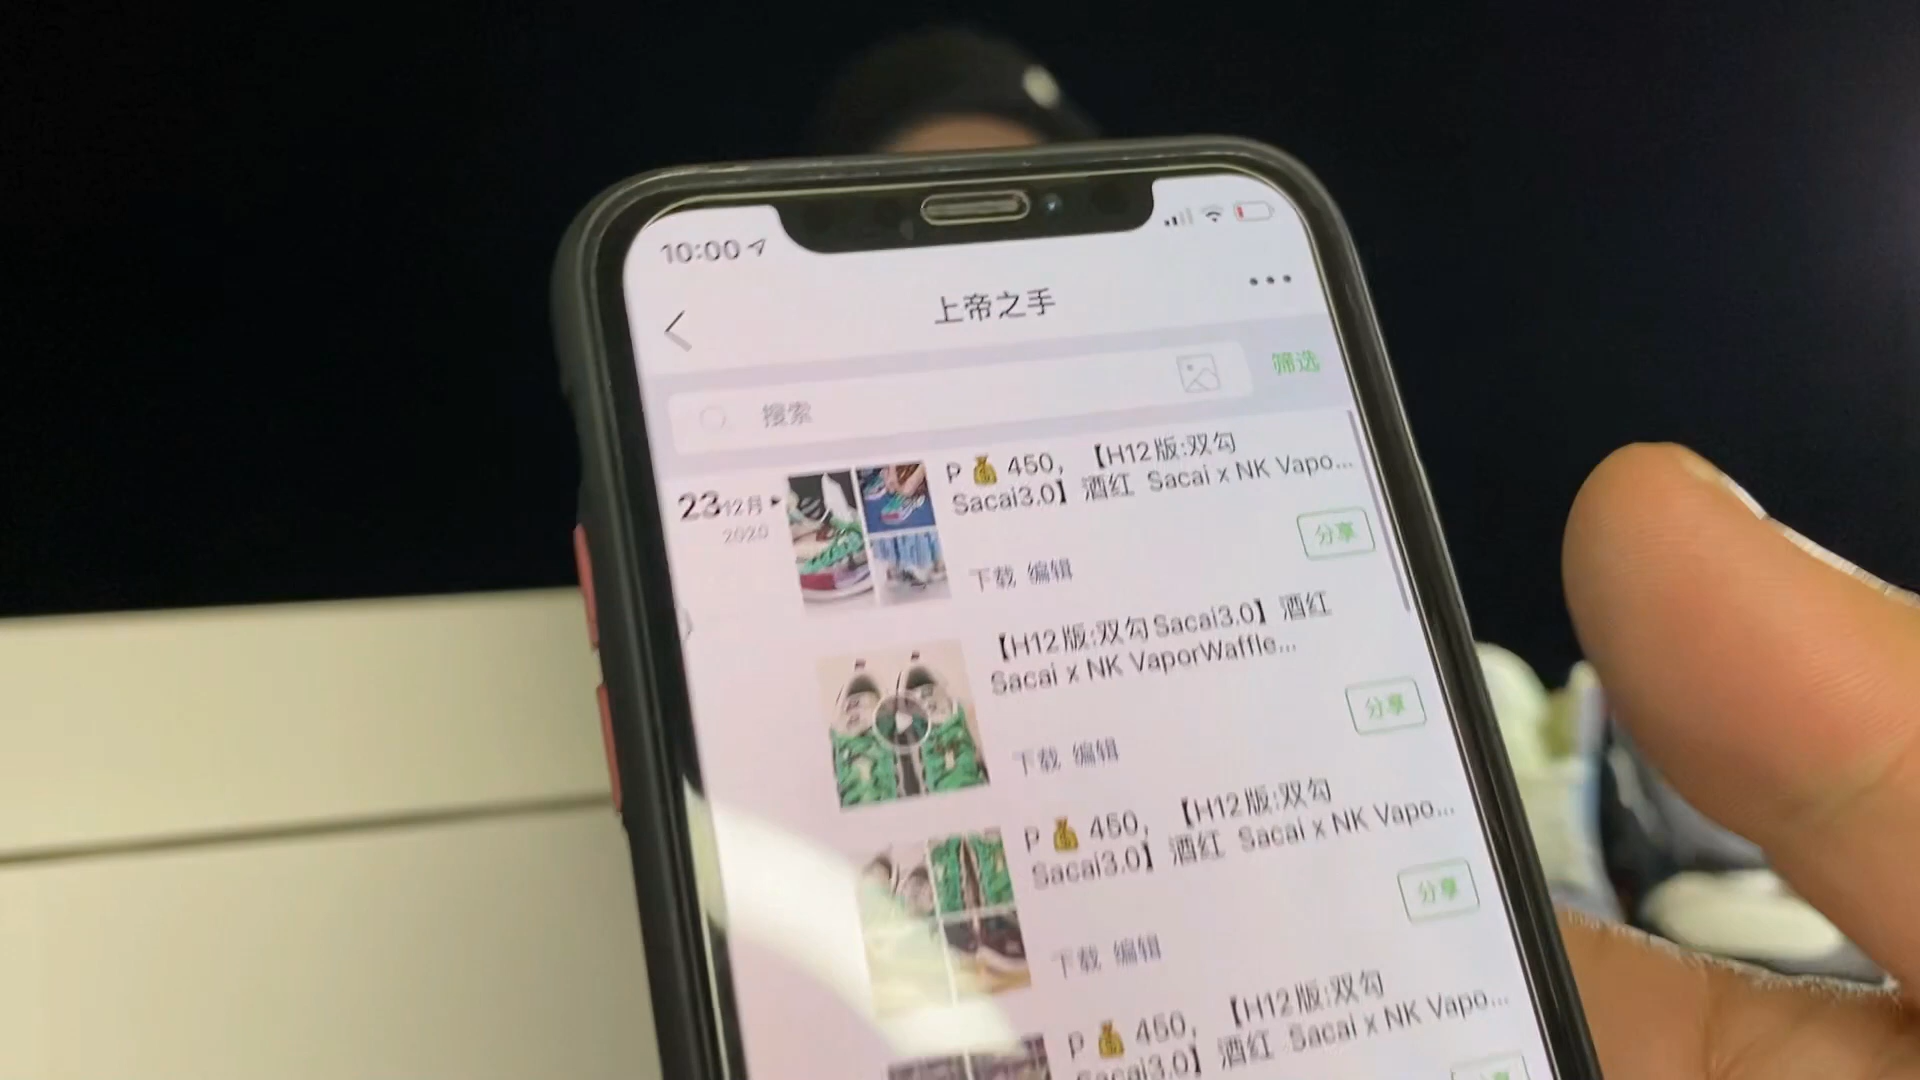 10:00
上帝之手
搜索
筛选
23 12月
2020
P 💰 450, 【H12版:双勾
Sacai3.0】 酒红 Sacai x NK Vapo...
分享
下载 编辑
【H12版:双勾Sacai3.0】 酒红
Sacai x NK VaporWaffle...
分享
下载 编辑
P 💰 450, 【H12版:双勾
Sacai3.0】 酒红 Sacai x NK Vapo...
分享
下载 编辑
P 💰 450, 【H12版:双勾
Sacai3.0】 酒红 Sacai x NK Vapo...
分享